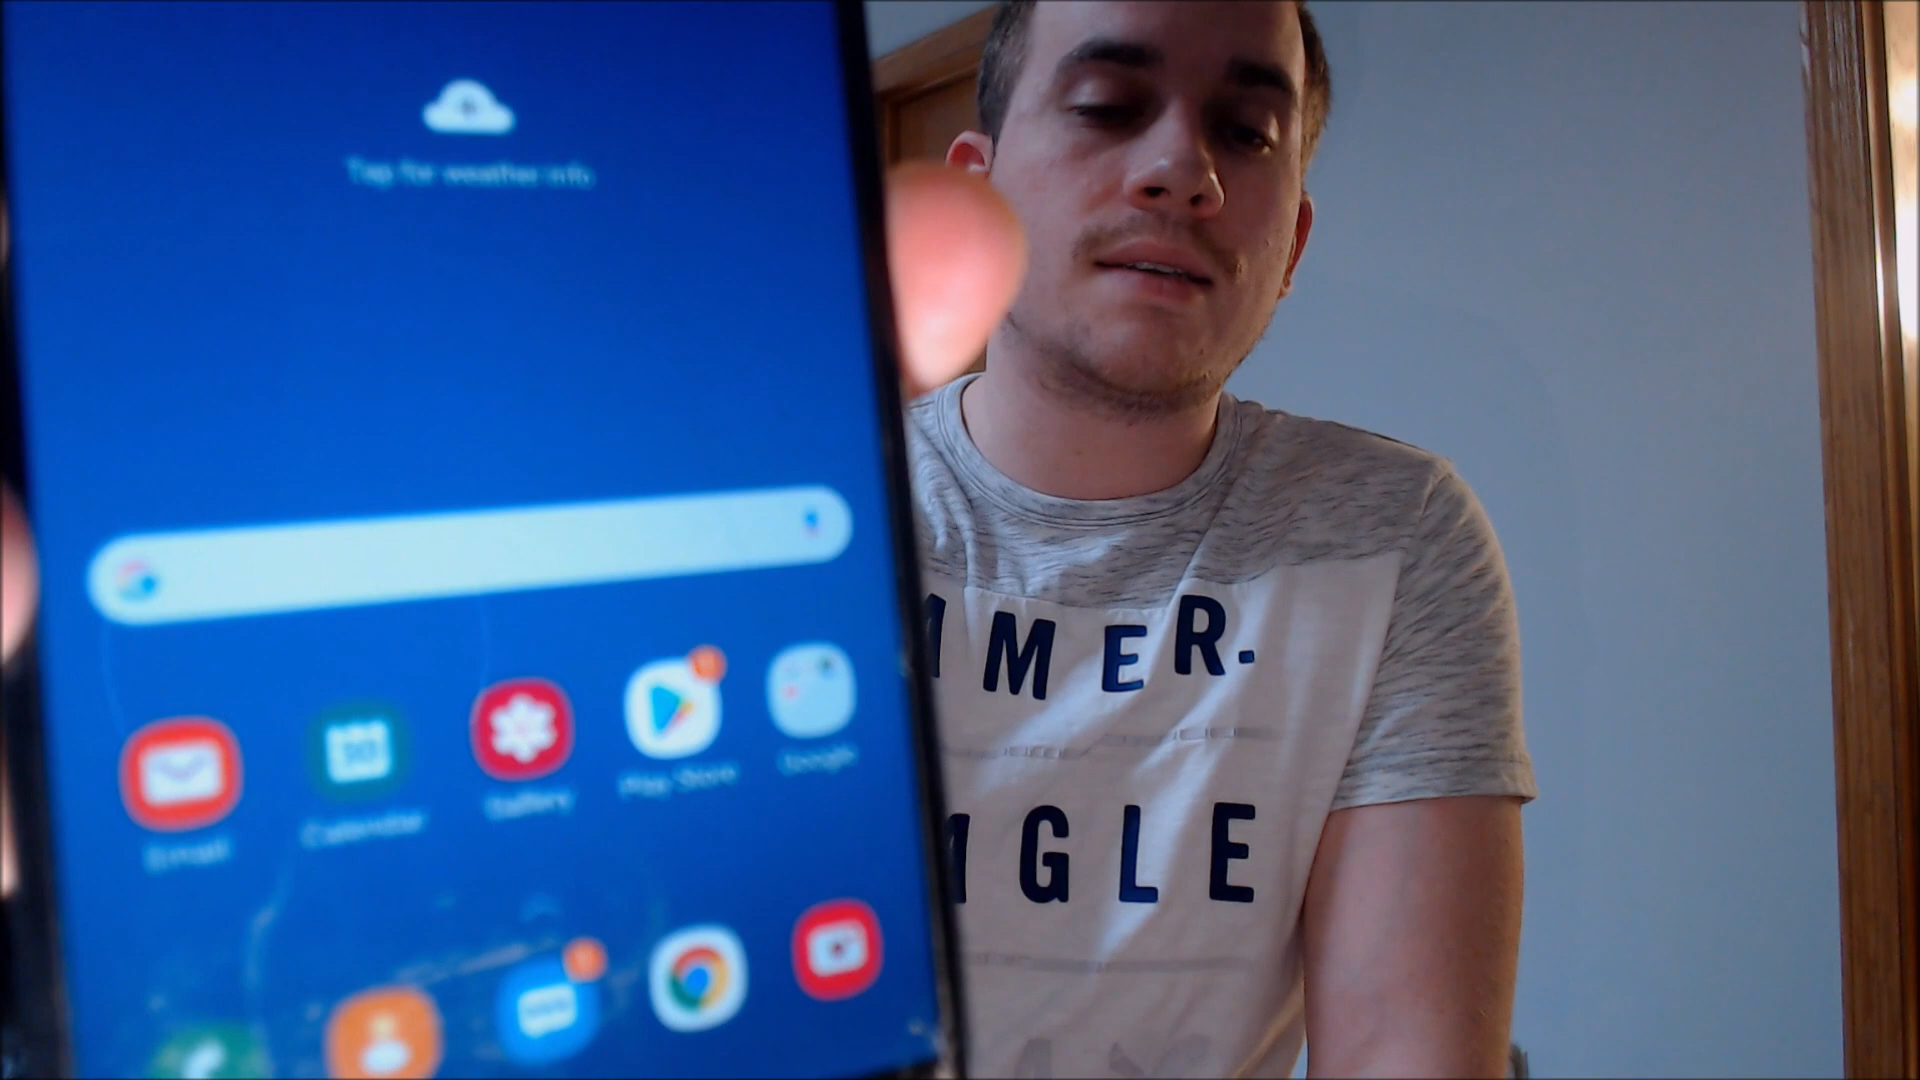 Tap for weather info
Email
Calendar
Gallery
Play Store
Google
MMER.
GLE